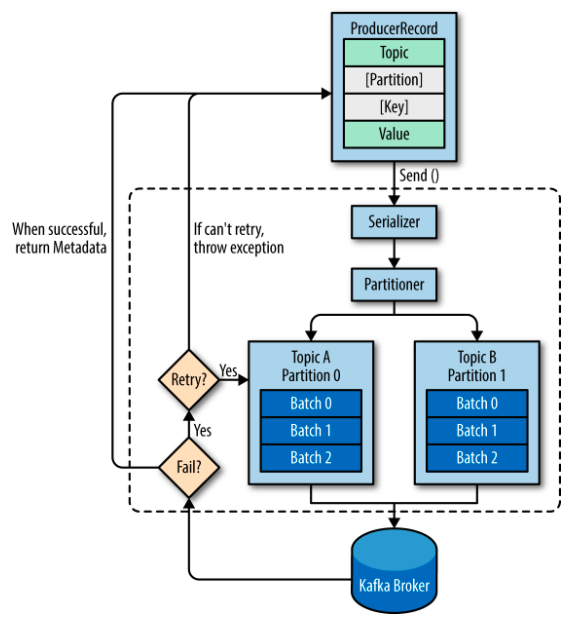 ProducerRecord
Topic
[Partition]
[Key]
Value
Send ()
Serializer
Partitioner
When successful,
return Metadata
If can't retry,
throw exception
Topic A
Partition 0
Batch 0
Batch 1
Batch 2
Topic B
Partition 1
Batch 0
Batch 1
Batch 2
Retry?
Yes
Yes
Fail?
Kafka Broker